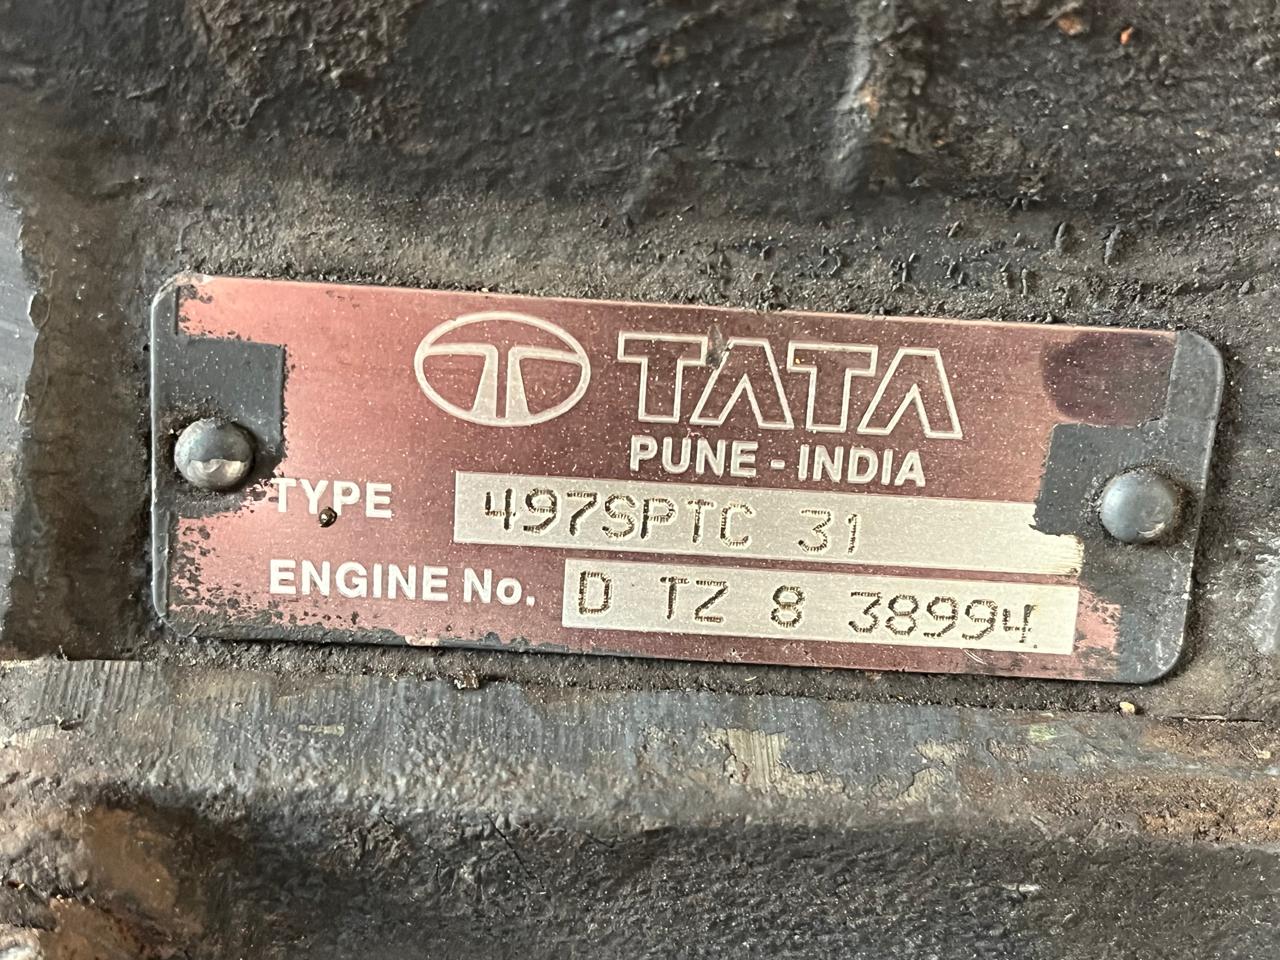 TATA
PUNE - INDIA
TYPE 497SPTC 31
ENGINE No. D TZ 8 38994